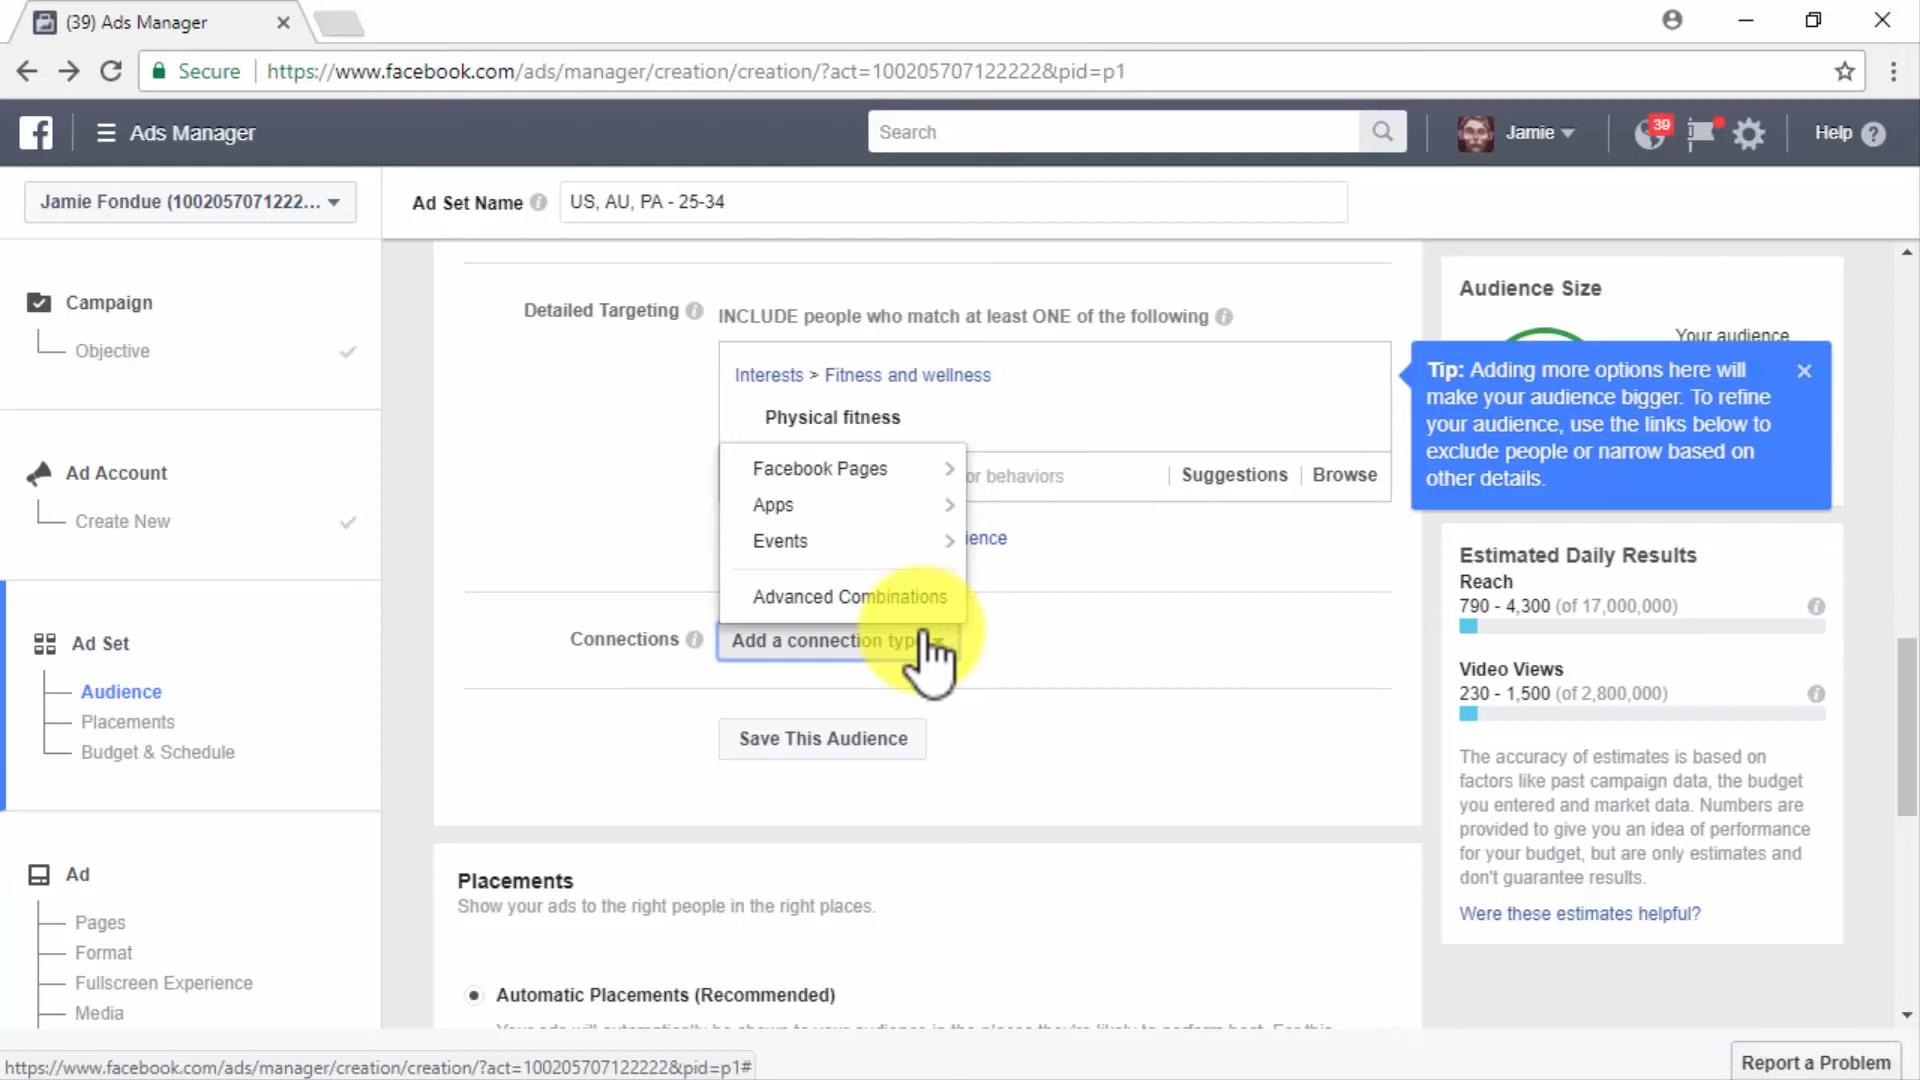 (39) Ads Manager
Secure
https://www.facebook.com/ads/manager/creation/creation/?act=100205707122222&pid=p1
Ads Manager
Search
Jamie
39
Help
Jamie Fondue (1002057071222...
Ad Set Name
US, AU, PA - 25-34
Campaign
Objective
Ad Account
Create New
Ad Set
Audience
Placements
Budget & Schedule
Ad
Pages
Format
Fullscreen Experience
Media
Detailed Targeting
INCLUDE people who match at least ONE of the following
Interests > Fitness and wellness
Physical fitness
or behaviors
Suggestions
Browse
Facebook Pages
Apps
Events
Advanced Combinations
Connections
Add a connection
Save This Audience
Placements
Show your ads to the right people in the right places.
Automatic Placements (Recommended)
Audience Size
Your audience
Tip: Adding more options here will
make your audience bigger. To refine
your audience, use the links below to
exclude people or narrow based on
other details.
Estimated Daily Results
Reach
790 - 4,300 (of 17,000,000)
Video Views
230 - 1,500 (of 2,800,000)
The accuracy of estimates is based on
factors like past campaign data, the budget
you entered and market data. Numbers are
provided to give you an idea of performance
for your budget, but are only estimates and
don't guarantee results.
Were these estimates helpful?
https://www.facebook.com/ads/manager/creation/creation/?act=1002057071222222&pid=p1#
Report a Problem